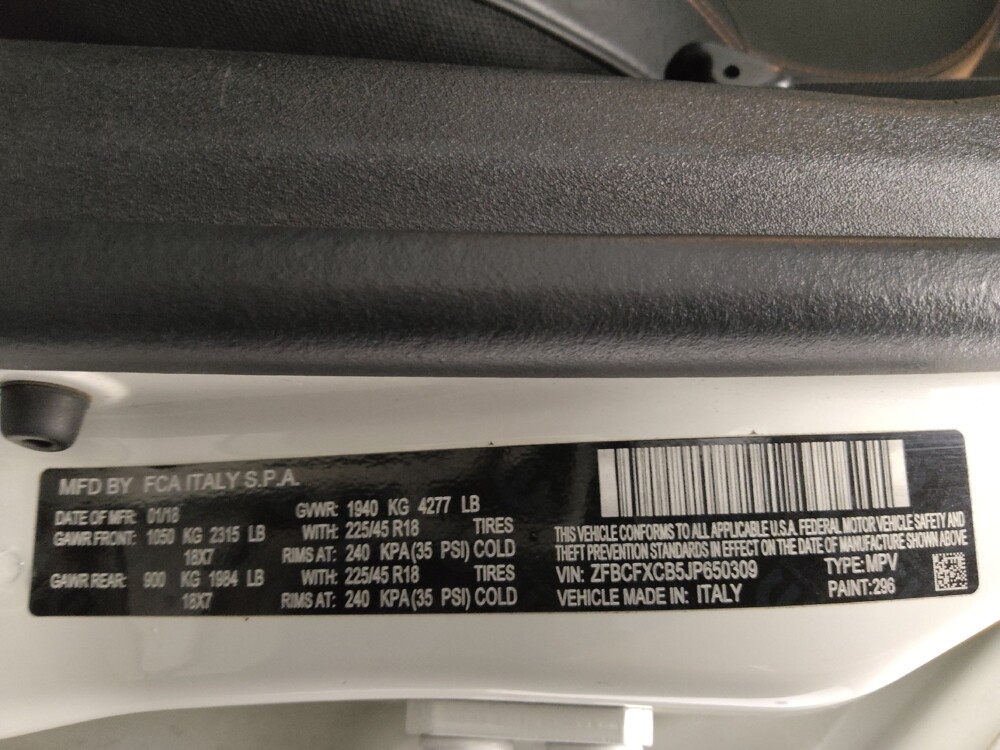 MFD BY FCA ITALY S.P.A.
DATE OF MFR: 01/18 GVWR: 1940 KG 4277 LB
GAWR FRONT: 1050 KG 2315 LB WITH: 225/45 R18 TIRES
18X7 RIMS AT: 240 KPA(35 PSI) COLD
GAWR REAR: 900 KG 1984 LB WITH: 225/45 R18 TIRES
18X7 RIMS AT: 240 KPA(35 PSI) COLD
THIS VEHICLE CONFORMS TO ALL APPLICABLE U.S.A. FEDERAL MOTOR VEHICLE SAFETY AND
THEFT PREVENTION STANDARDS IN EFFECT ON THE DATE OF MANUFACTURE SHOWN ABOVE
VIN: ZFBCFXCB5JP650309 TYPE:MPV
VEHICLE MADE IN: ITALY PAINT:296